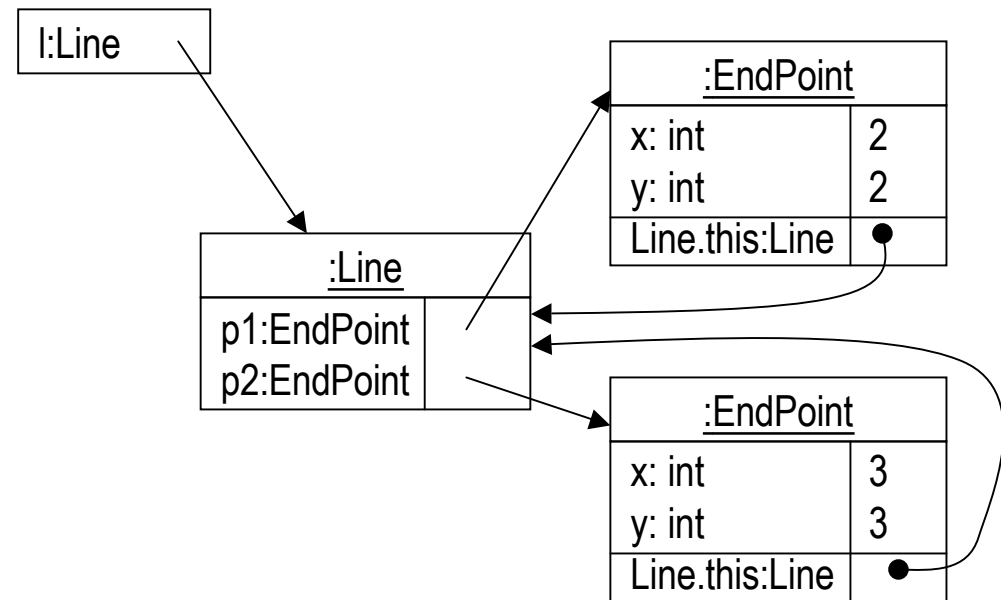 l:Line
:EndPoint
x: int 2
y: int 2
Line.this:Line
:Line
p1:EndPoint
p2:EndPoint
:EndPoint
x: int 3
y: int 3
Line.this:Line